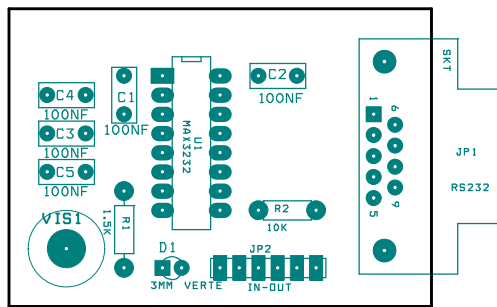 SKT
C4
100NF
C1
100NF
C2
100NF
C3
100NF
C5
100NF
U1
MAX3232
1
6
5
9
JP1
RS232
VIS1
1.5K
R1
R2
10K
D1
3MM VERTE
JP2
IN-OUT